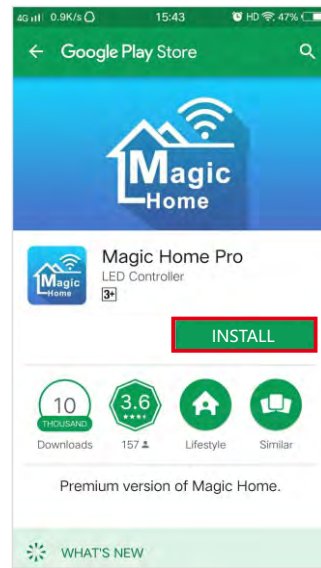 4G 0.9K/s 15:43 HD 47%
Google Play Store
Magic
Home
Magic
Home
Magic Home Pro
LED Controller
3+
INSTALL
10
THOUSAND
3.6
Downloads 157 Lifestyle Similar
Premium version of Magic Home.
WHAT'S NEW